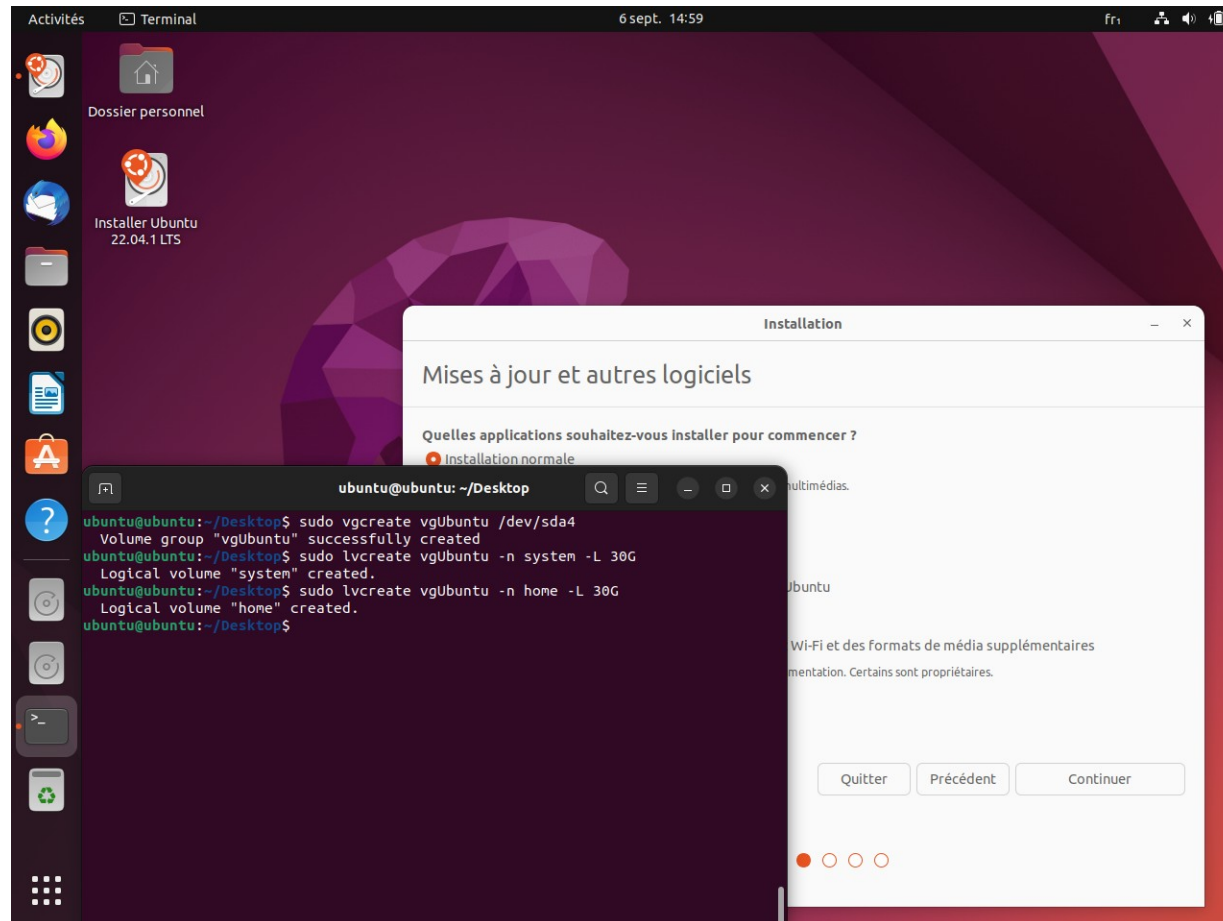 Activités
Terminal
6 sept. 14:59
fr₁
Dossier personnel
Installer Ubuntu
22.04.1 LTS
Installation
Mises à jour et autres logiciels
Quelles applications souhaitez-vous installer pour commencer ?
Installation normale
multimédias.
ubuntu@ubuntu: ~/Desktop
ubuntu@ubuntu:~/Desktop$ sudo vgcreate vgUbuntu /dev/sda4
Volume group "vgUbuntu" successfully created
ubuntu@ubuntu:~/Desktop$ sudo lvcreate vgUbuntu -n system -L 30G
Logical volume "system" created.
ubuntu@ubuntu:~/Desktop$ sudo lvcreate vgUbuntu -n home -L 30G
Logical volume "home" created.
ubuntu@ubuntu:~/Desktop$
Ubuntu
Wi-Fi et des formats de média supplémentaires
mentation. Certains sont propriétaires.
Quitter
Précédent
Continuer